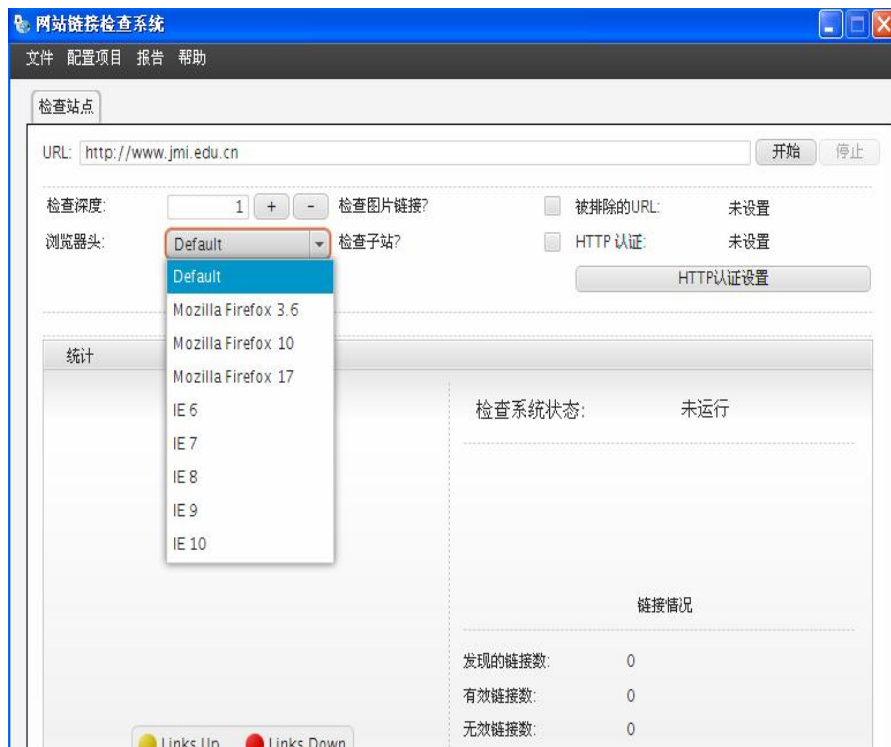 网站链接检查系统
文件 配置项目 报告 帮助
检查站点
URL: http://www.jmi.edu.cn 开始 停止
检查深度: 1 + - 检查图片链接? 被排除的URL: 未设置
浏览器头: Default 检查子站? HTTP 认证: 未设置
Default HTTP认证设置
Mozilla Firefox 3.6
Mozilla Firefox 10
Mozilla Firefox 17
IE 6
IE 7
IE 8
IE 9
IE 10
统计
检查系统状态: 未运行
链接情况
发现的链接数: 0
有效链接数: 0
无效链接数: 0
Links Up Links Down